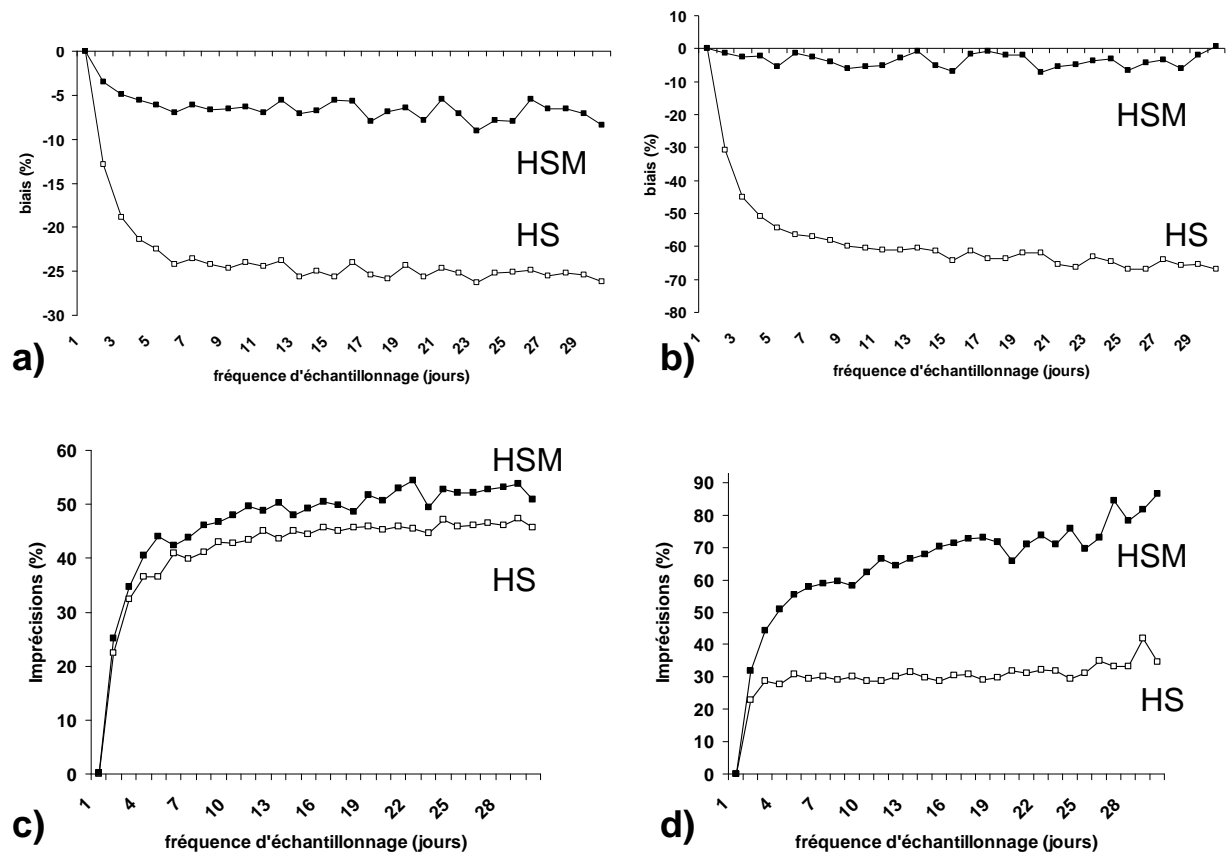 0
-5
-10
-15
-20
-25
-30
biais (%)
HSM
HS
1 3 5 7 9 11 13 15 17 19 21 23 25 27 29
fréquence d'échantillonnage (jours)
a)
10
0
-10
-20
-30
-40
-50
-60
-70
-80
biais (%)
HSM
HS
1 3 5 7 9 11 13 15 17 19 21 23 25 27 29
fréquence d'échantillonnage (jours)
b)
60
50
40
30
20
10
0
Imprécisions (%)
HSM
HS
1 4 7 10 13 16 19 22 25 28
fréquence d'échantillonnage (jours)
c)
90
80
70
60
50
40
30
20
10
0
Imprécisions (%)
HSM
HS
1 4 7 10 13 16 19 22 25 28
fréquence d'échantillonnage (jours)
d)